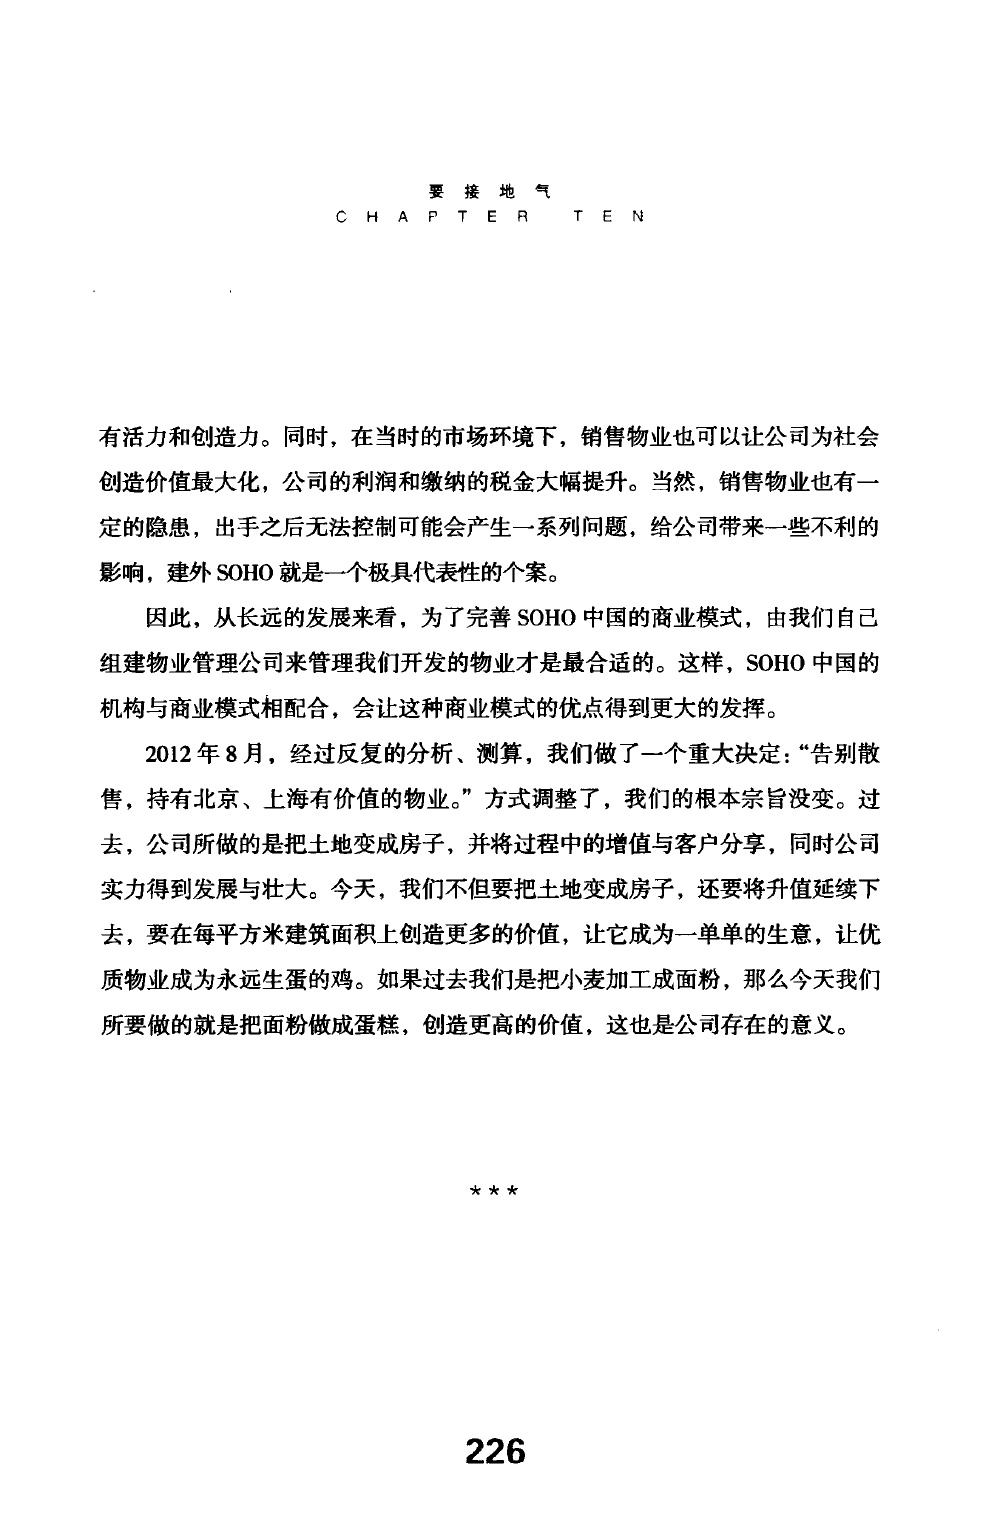 要接地气
CHAPTER TEN
有活力和创造力。同时，在当时的市场环境下，销售物业也可以让公司为社会
创造价值最大化，公司的利润和缴纳的税金大幅提升。当然，销售物业也有一
定的隐患，出手之后无法控制可能会产生一系列问题，给公司带来一些不利的
影响，建外 SOHO 就是一个极具代表性的个案。
因此，从长远的发展来看，为了完善 SOHO 中国的商业模式，由我们自己
组建物业管理公司来管理我们开发的物业才是最合适的。这样，SOHO 中国的
机构与商业模式相配合，会让这种商业模式的优点得到更大的发挥。
2012 年 8 月，经过反复的分析、测算，我们做了一个重大决定：“告别散
售，持有北京、上海有价值的物业。”方式调整了，我们的根本宗旨没变。过
去，公司所做的是把土地变成房子，并将过程中的增值与客户分享，同时公司
实力得到发展与壮大。今天，我们不但要把土地变成房子，还要将升值延续下
去，要在每平方米建筑面积上创造更多的价值，让它成为一单单的生意，让优
质物业成为永远生蛋的鸡。如果过去我们是把小麦加工成面粉，那么今天我们
所要做的就是把面粉做成蛋糕，创造更高的价值，这也是公司存在的意义。
***
226